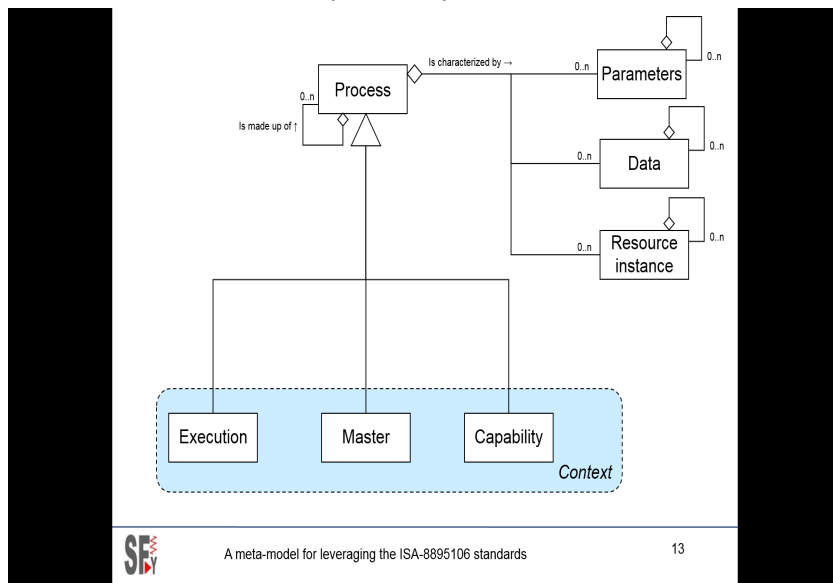 Is characterized by →
0..n
Parameters
0..n
Process
0..n
Is made up of ↑
0..n
Data
0..n
0..n
Resource
instance
0..n
Execution
Master
Capability
Context
SFy
A meta-model for leveraging the ISA-8895106 standards
13